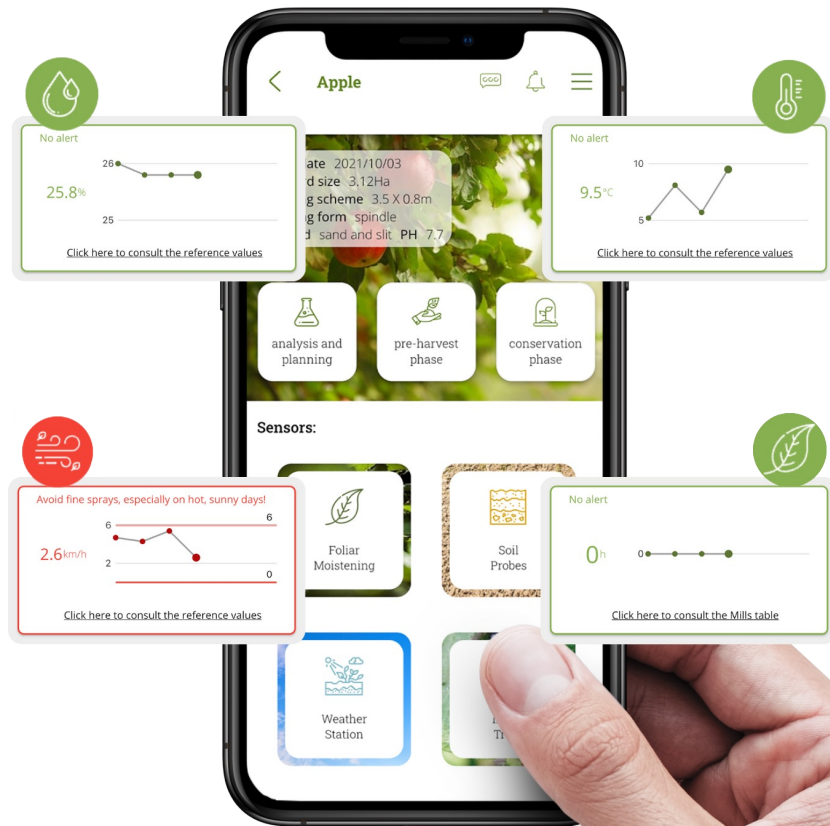 Apple
No alert
26
25.8%
25
Click here to consult the reference values
No alert
10
9.5°C
5
Click here to consult the reference values
2021/10/03
size 3.12Ha
scheme 3.5 X 0.8m
form spindle
sand and slit PH 7.7
analysis and
planning
pre-harvest
phase
conservation
phase
Sensors:
Avoid fine sprays, especially on hot, sunny days!
6
6
2.6km/h
2
0
Click here to consult the reference values
No alert
0h
0
Click here to consult the Mills table
Foliar
Moistening
Soil
Probes
Weather
Station